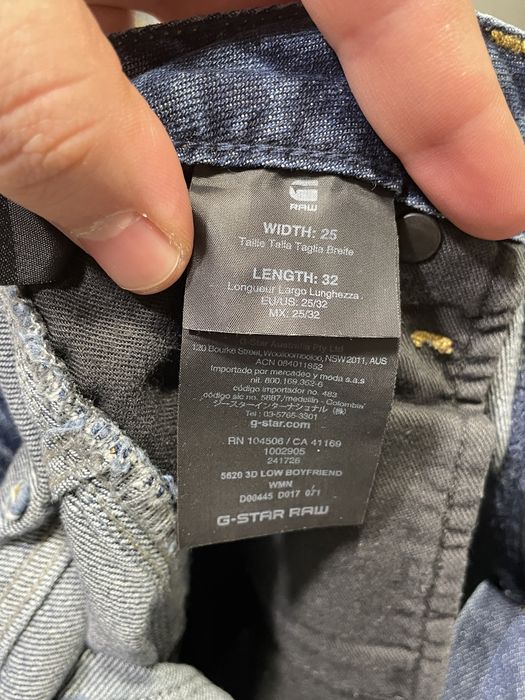 RAW
WIDTH: 25
Taille Talla Taglia Breite
LENGTH: 32
Longueur Largo Lunghezza
EU/US: 25/32
MX: 25/32
G-Star Australia Pty Ltd
120 Bourke Street, Woolloomooloo, NSW2011, AUS
ACN 084011852
Importado por mercadeo y moda s.a.s
nit. 800.169.362-6
código importador no. 483
código sic no. 5887/medellin - Colombia
ジースターインターナショナル (株)
Tel : 03-5765-3301
g-star.com
RN 104506 / CA 41169
1002905
241726
5620 3D LOW BOYFRIEND
WMN
D00445 D017 071
G-STAR RAW